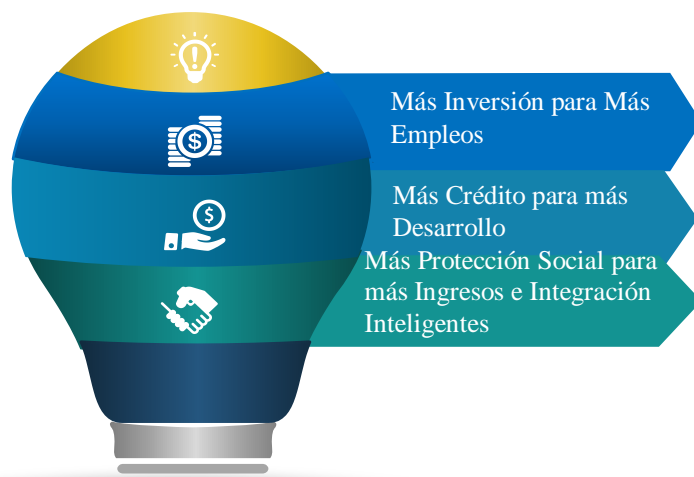 Más Inversión para Más
Empleos
Más Crédito para más
Desarrollo
Más Protección Social para
más Ingresos e Integración
Inteligentes